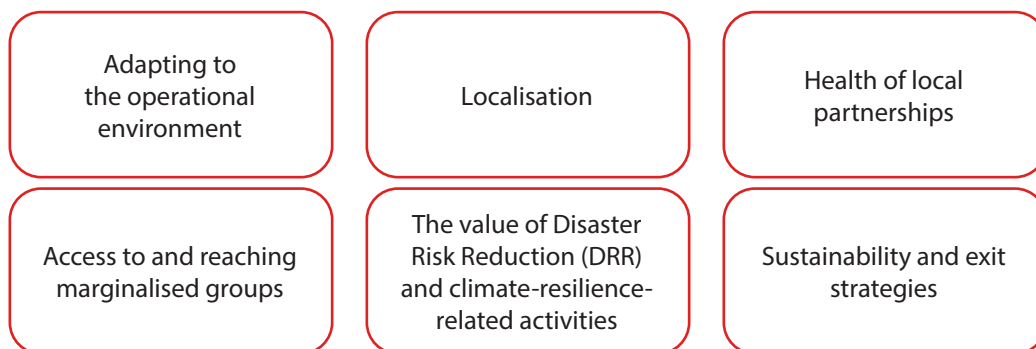 Adapting to
the operational
environment
Localisation
Health of local
partnerships
Access to and reaching
marginalised groups
The value of Disaster
Risk Reduction (DRR)
and climate-resilience-
related activities
Sustainability and exit
strategies